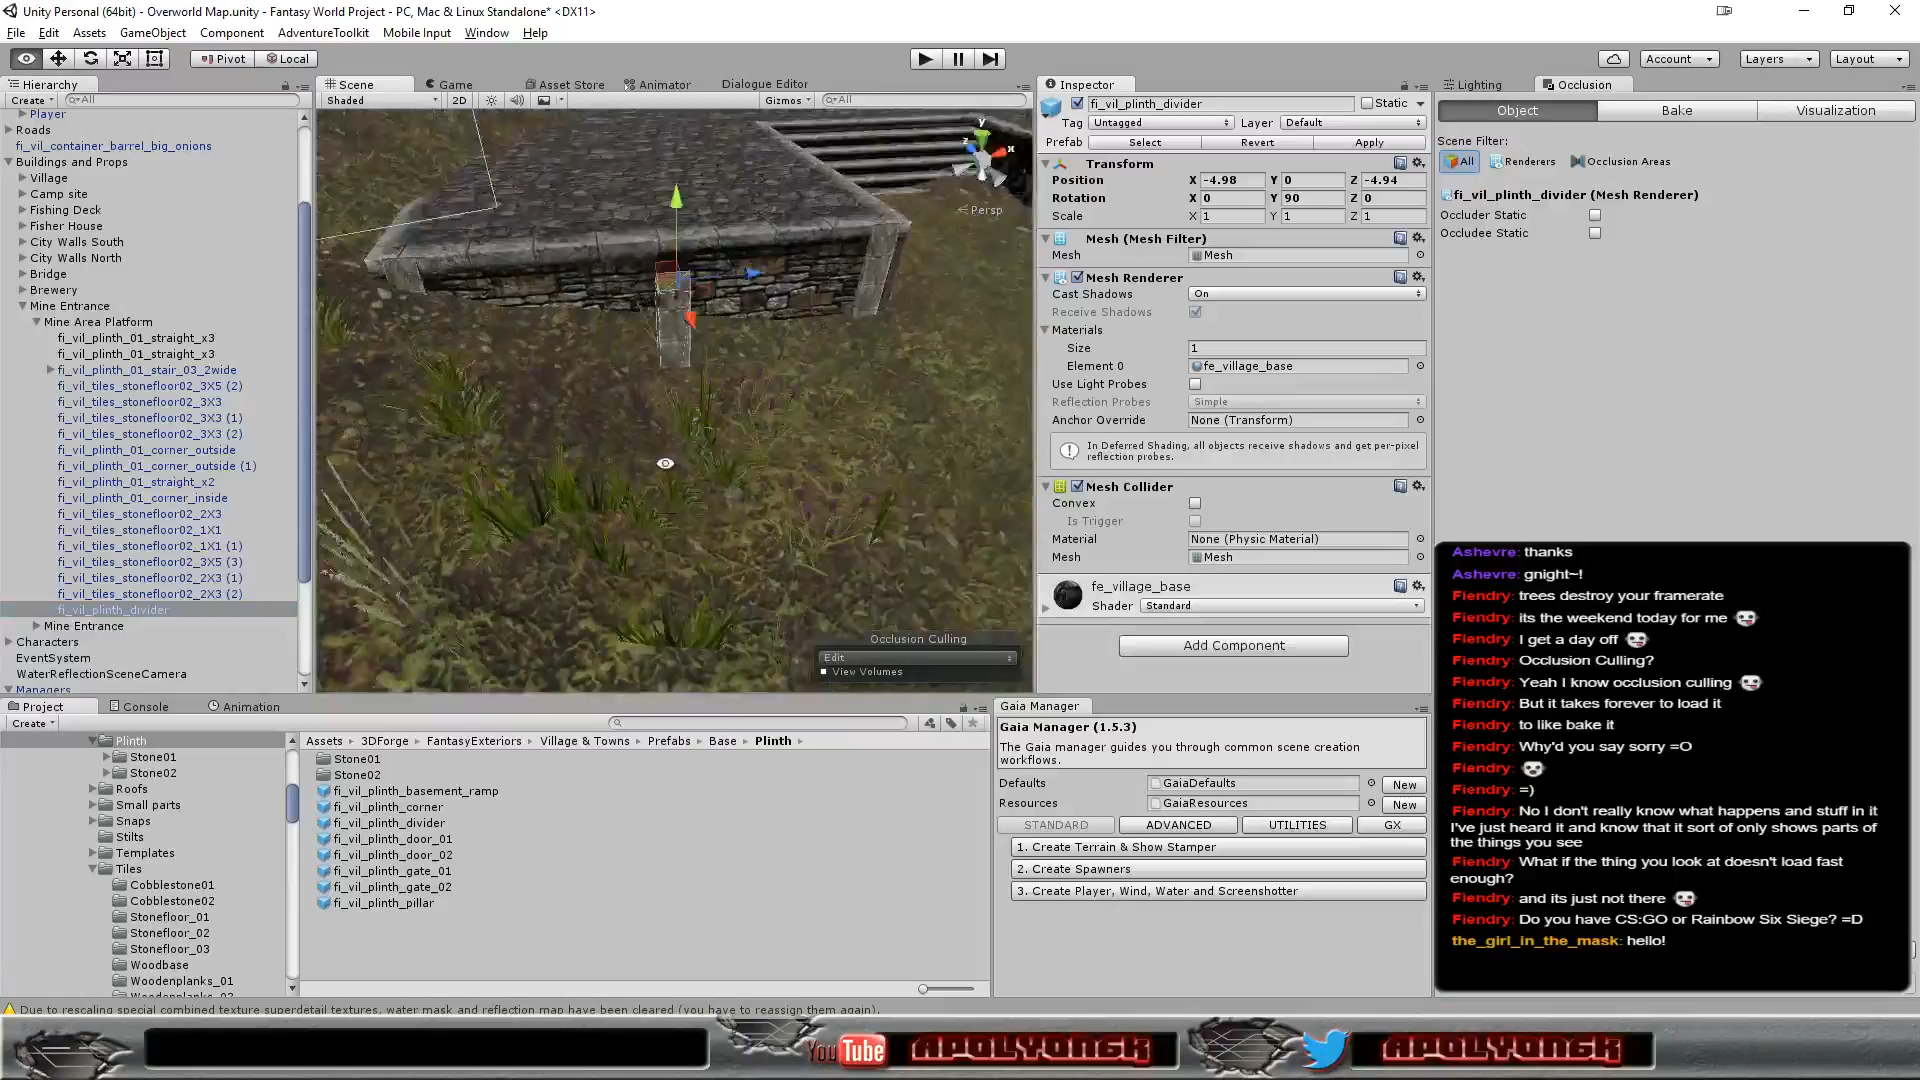 Unity Personal (64bit) - Overworld Map.unity - Fantasy World Project - PC, Mac & Linux Standalone* <DX11>
File Edit Assets GameObject Component AdventureToolkit Mobile Input Window Help
Pivot Local Account Layers Layout
Hierarchy
Create All
Player
Roads
fi_vil_container_barrel_big_onions
Buildings and Props
Village
Camp site
Fishing Deck
Fisher House
City Walls South
City Walls North
Bridge
Brewery
Mine Entrance
Mine Area Platform
fi_vil_plinth_01_straight_x3
fi_vil_plinth_01_straight_x3
fi_vil_plinth_01_stair_03_2wide
fi_vil_tiles_stonefloor02_3X5 (2)
fi_vil_tiles_stonefloor02_3X3
fi_vil_tiles_stonefloor02_3X3 (1)
fi_vil_tiles_stonefloor02_3X3 (2)
fi_vil_plinth_01_corner_outside
fi_vil_plinth_01_corner_outside (1)
fi_vil_plinth_01_straight_x2
fi_vil_plinth_01_corner_inside
fi_vil_tiles_stonefloor02_2X3
fi_vil_tiles_stonefloor02_1X1
fi_vil_tiles_stonefloor02_1X1 (1)
fi_vil_tiles_stonefloor02_3X5 (3)
fi_vil_tiles_stonefloor02_2X3 (1)
fi_vil_tiles_stonefloor02_2X3 (2)
fi_vil_plinth_divider
Mine Entrance
Characters
EventSystem
WaterReflectionSceneCamera
Managers
Scene Game Asset Store Animator Dialogue Editor
Shaded 2D Gizmos All
y
x
z
Persp
Occlusion Culling
Edit
View Volumes
Inspector
fi_vil_plinth_divider Static
Tag Untagged Layer Default
Prefab Select Revert Apply
Transform
Position X -4.98 Y 0 Z -4.94
Rotation X 0 Y 90 Z 0
Scale X 1 Y 1 Z 1
Mesh (Mesh Filter)
Mesh Mesh
Mesh Renderer
Cast Shadows On
Receive Shadows
Materials
Size 1
Element 0 fe_village_base
Use Light Probes
Reflection Probes Simple
Anchor Override None (Transform)
In Deferred Shading, all objects receive shadows and get per-pixel
reflection probes.
Mesh Collider
Convex
Is Trigger
Material None (Physic Material)
Mesh Mesh
fe_village_base
Shader Standard
Add Component
Lighting Occlusion
Object Bake Visualization
Scene Filter:
All Renderers Occlusion Areas
fi_vil_plinth_divider (Mesh Renderer)
Occluder Static
Occludee Static
Ashevre: thanks
Ashevre: gnight~!
Fiendry: trees destroy your framerate
Fiendry: its the weekend today for me
Fiendry: I get a day off
Fiendry: Occlusion Culling?
Fiendry: Yeah I know occlusion culling
Fiendry: But it takes forever to load it
Fiendry: to like bake it
Fiendry: Why'd you say sorry =O
Fiendry:
Fiendry: =)
Fiendry: No I don't really know what happens and stuff in it
I've just heard it and know that it sort of only shows parts of
the things you see
Fiendry: What if the thing you look at doesn't load fast
enough?
Fiendry: and its just not there
Fiendry: Do you have CS:GO or Rainbow Six Siege? =D
the_girl_in_the_mask: hello!
Project Console Animation
Create
Plinth
Stone01
Stone02
Roofs
Small parts
Snaps
Stilts
Templates
Tiles
Cobblestone01
Cobblestone02
Stonefloor_01
Stonefloor_02
Stonefloor_03
Woodbase
Woodenplanks_01
Woodenplanks_02
Assets 3DForge FantasyExteriors Village & Towns Prefabs Base Plinth
Stone01
Stone02
fi_vil_plinth_basement_ramp
fi_vil_plinth_corner
fi_vil_plinth_divider
fi_vil_plinth_door_01
fi_vil_plinth_door_02
fi_vil_plinth_gate_01
fi_vil_plinth_gate_02
fi_vil_plinth_pillar
Gaia Manager
Gaia Manager (1.5.3)
The Gaia manager guides you through common scene creation
workflows.
Defaults GaiaDefaults New
Resources GaiaResources New
STANDARD ADVANCED UTILITIES GX
1. Create Terrain & Show Stamper
2. Create Spawners
3. Create Player, Wind, Water and Screenshotter
Due to rescaling special combined texture superdetail textures, water mask and reflection map have been cleared (you have to reassign them again).
YouTube APOLYONGK APOLYONGK